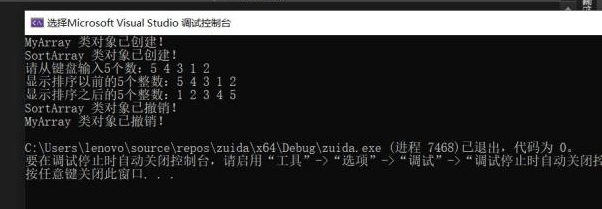 选择Microsoft Visual Studio 调试控制台
MyArray 类对象已创建!
SortArray 类对象已创建!
请从键盘输入5个数: 5 4 3 1 2
显示排序以前的5个整数: 5 4 3 1 2
显示排序之后的5个整数: 1 2 3 4 5
SortArray 类对象已撤销!
MyArray 类对象已撤销!
C:\Users\lenovo\source\repos\zuida\x64\Debug\zuida.exe (进程 7468)已退出，代码为 0。
要在调试停止时自动关闭控制台，请启用“工具”->“选项”->“调试”->“调试停止时自动关闭控
按任意键关闭此窗口. . .